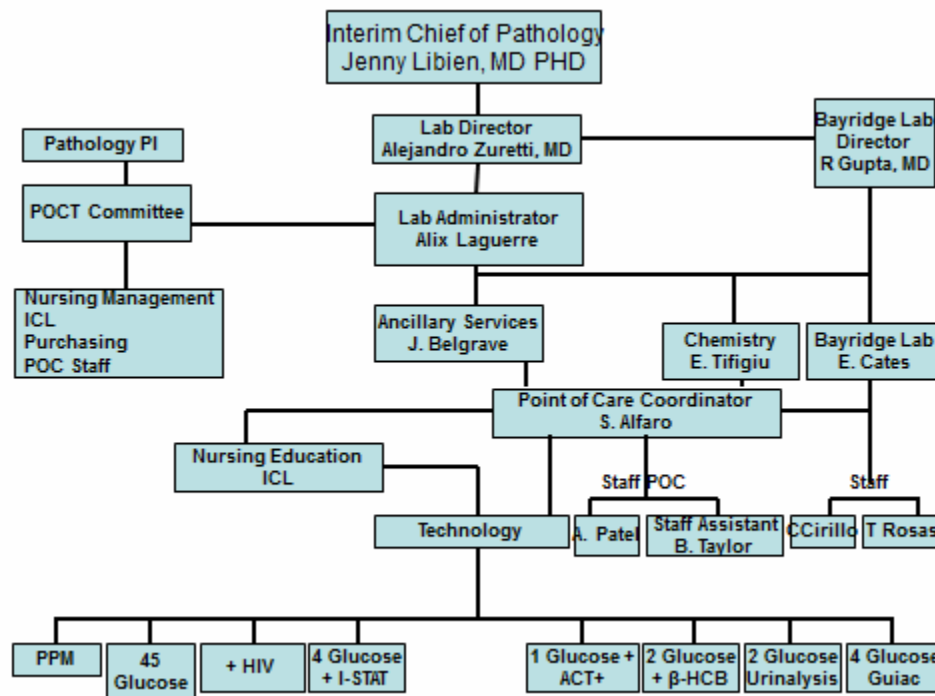 Interim Chief of Pathology
Jenny Libien, MD PHD
Lab Director
Alejandro Zuretti, MD
Bayridge Lab
Director
R Gupta, MD
Pathology PI
POCT Committee
Lab Administrator
Alix Laguerre
Nursing Management
ICL
Purchasing
POC Staff
Ancillary Services
J. Belgrave
Chemistry
E. Tifigiu
Bayridge Lab
E. Cates
Point of Care Coordinator
S. Alfaro
Nursing Education
ICL
Staff POC
Staff
Technology
A. Patel
Staff Assistant
B. Taylor
CCirillo
T Rosas
PPM
45
Glucose
+ HIV
4 Glucose
+ I-STAT
1 Glucose +
ACT+
2 Glucose
+ β-HCB
2 Glucose
Urinalysis
4 Glucose
Guiac